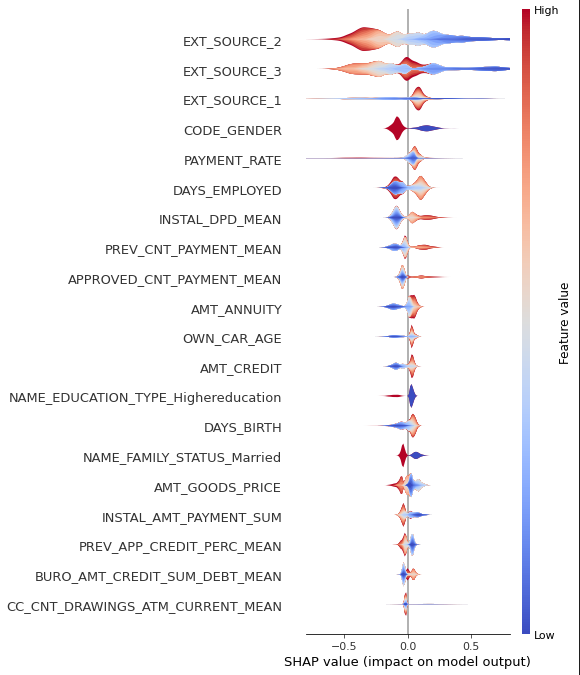 High
EXT_SOURCE_2
EXT_SOURCE_3
EXT_SOURCE_1
CODE_GENDER
PAYMENT_RATE
DAYS_EMPLOYED
INSTAL_DPD_MEAN
PREV_CNT_PAYMENT_MEAN
APPROVED_CNT_PAYMENT_MEAN
AMT_ANNUITY
OWN_CAR_AGE
AMT_CREDIT
NAME_EDUCATION_TYPE_Highereducation
DAYS_BIRTH
NAME_FAMILY_STATUS_Married
AMT_GOODS_PRICE
INSTAL_AMT_PAYMENT_SUM
PREV_APP_CREDIT_PERC_MEAN
BURO_AMT_CREDIT_SUM_DEBT_MEAN
CC_CNT_DRAWINGS_ATM_CURRENT_MEAN
Feature value
Low
−0.5 0.0 0.5
SHAP value (impact on model output)